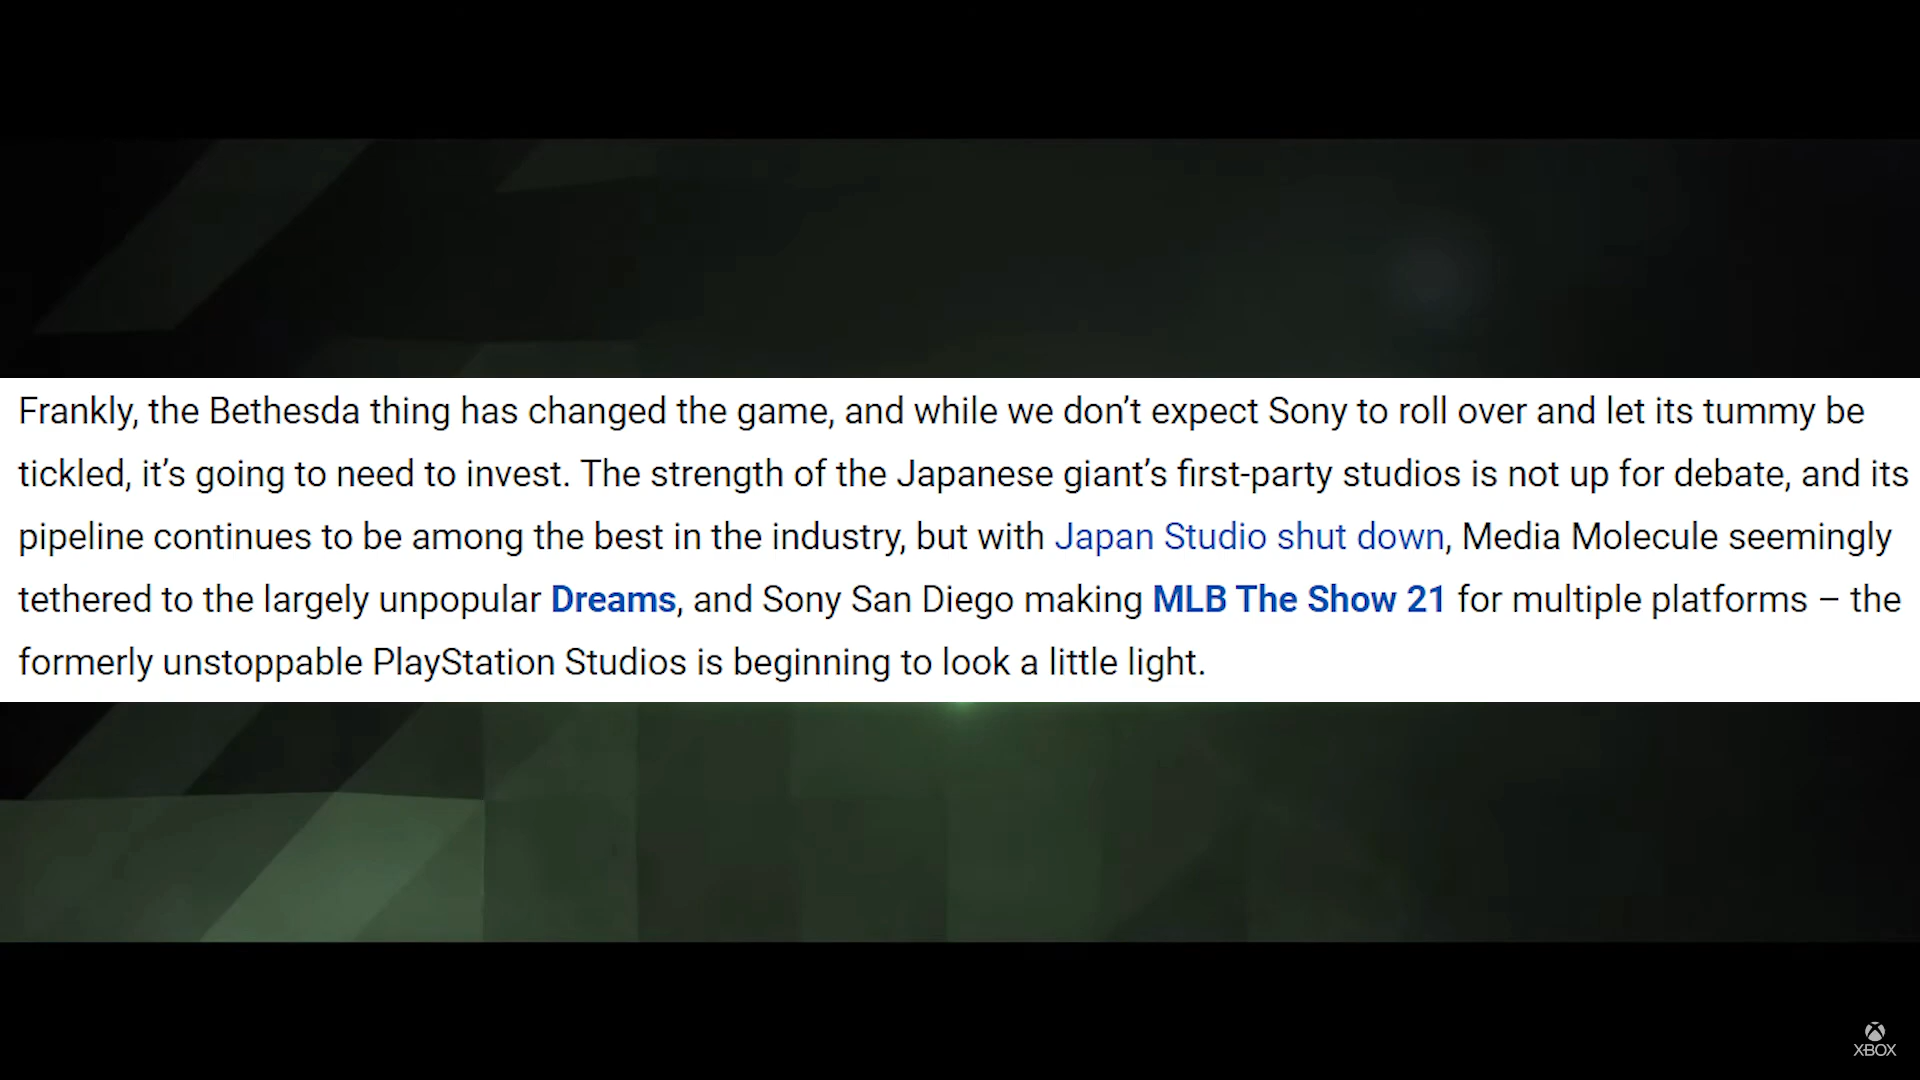 Frankly, the Bethesda thing has changed the game, and while we don’t expect Sony to roll over and let its tummy be
tickled, it’s going to need to invest. The strength of the Japanese giant’s first-party studios is not up for debate, and its
pipeline continues to be among the best in the industry, but with Japan Studio shut down, Media Molecule seemingly
tethered to the largely unpopular Dreams, and Sony San Diego making MLB The Show 21 for multiple platforms – the
formerly unstoppable PlayStation Studios is beginning to look a little light.
XBOX